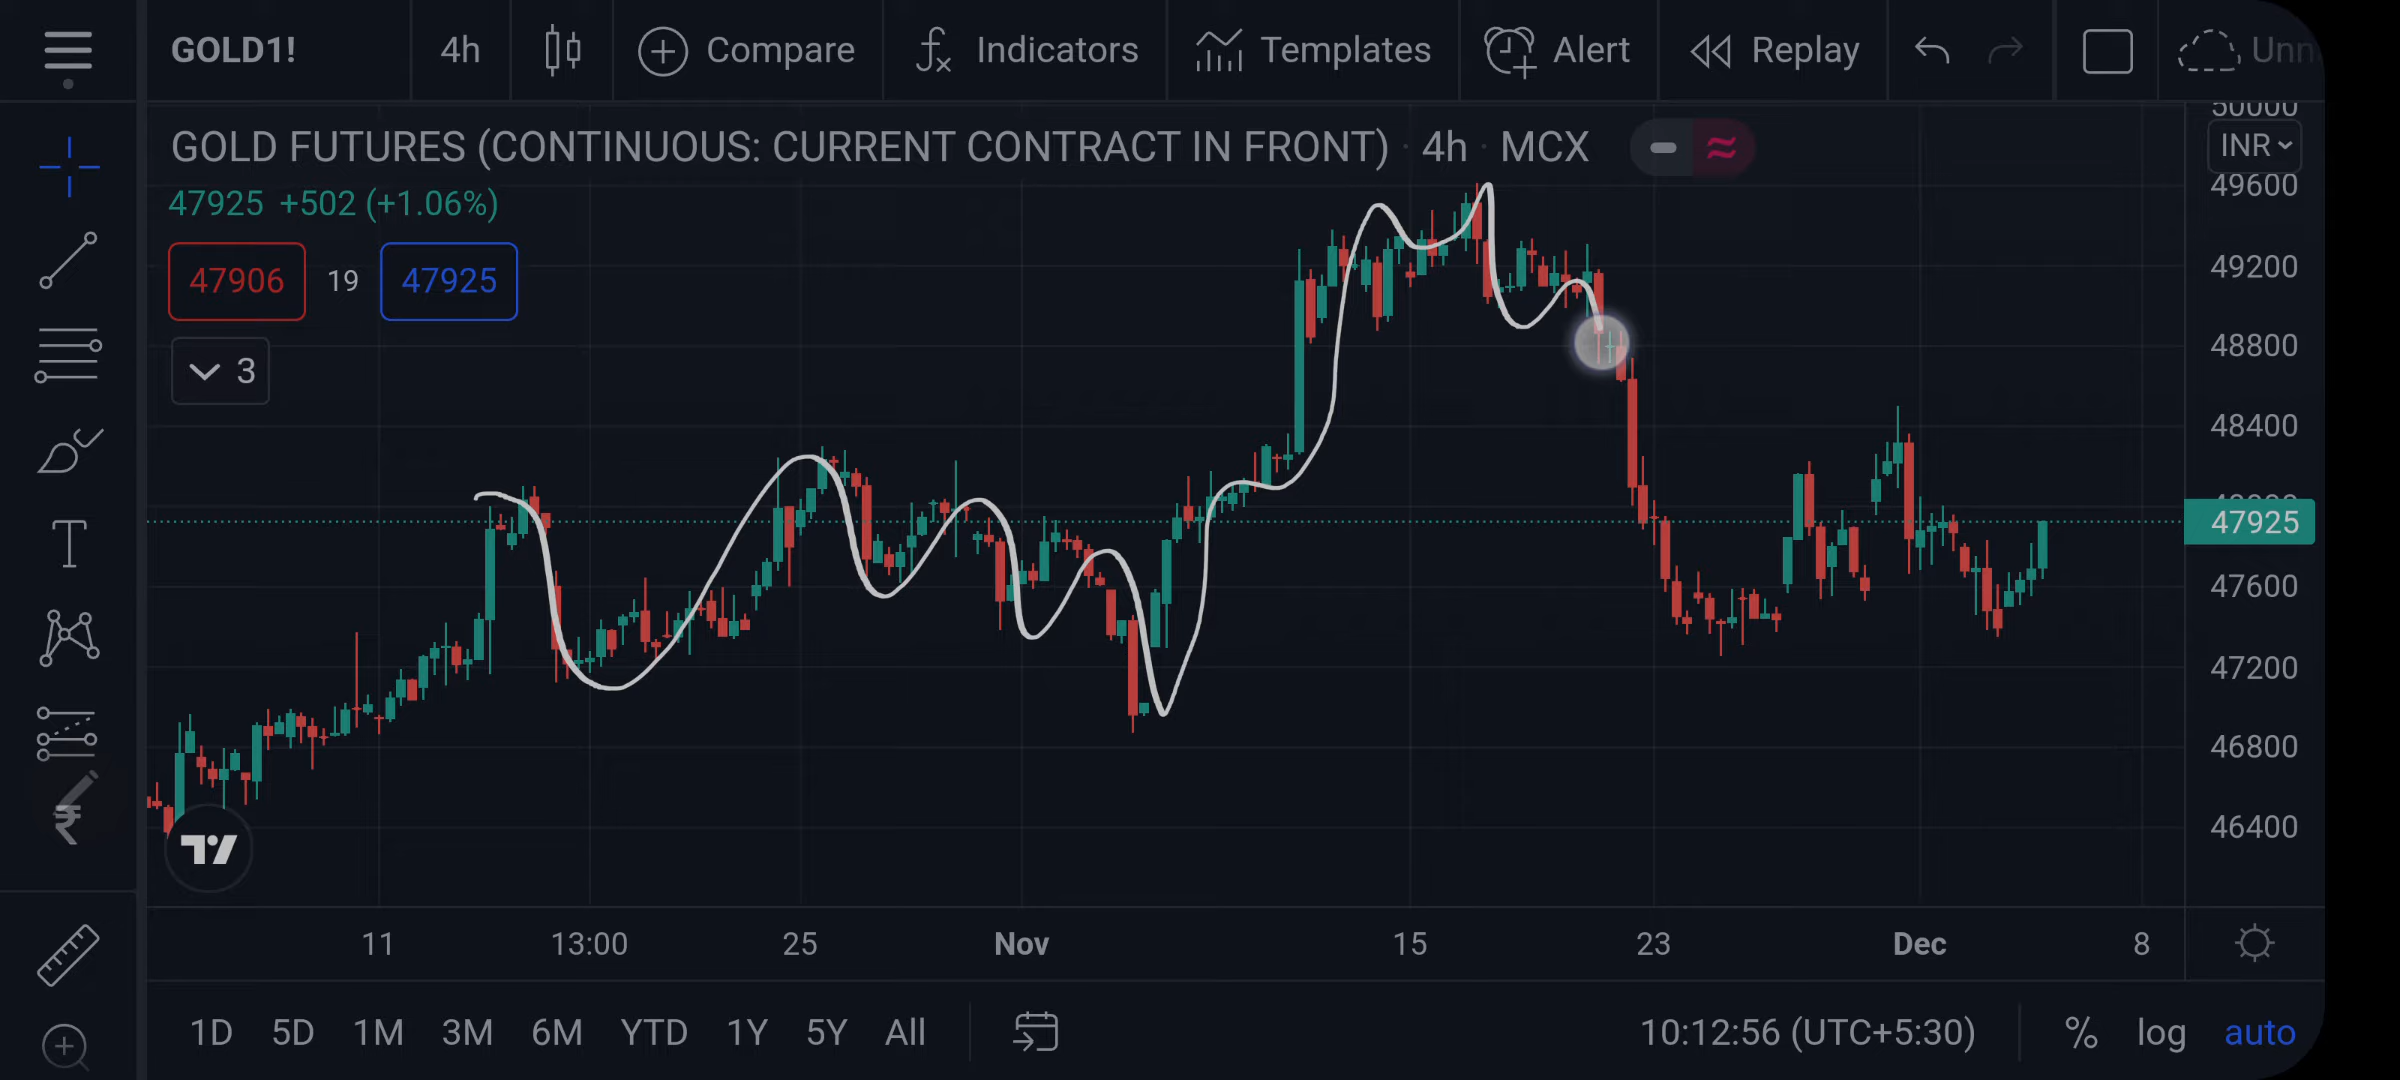 GOLD1! 4h Compare Indicators Templates Alert Replay Unn
GOLD FUTURES (CONTINUOUS: CURRENT CONTRACT IN FRONT) · 4h · MCX
47925 +502 (+1.06%)
47906 19 47925
3
50000
INR
49600
49200
48800
48400
47925
47600
47200
46800
46400
11 13:00 25 Nov 15 23 Dec 8
1D 5D 1M 3M 6M YTD 1Y 5Y All 10:12:56 (UTC+5:30) % log auto